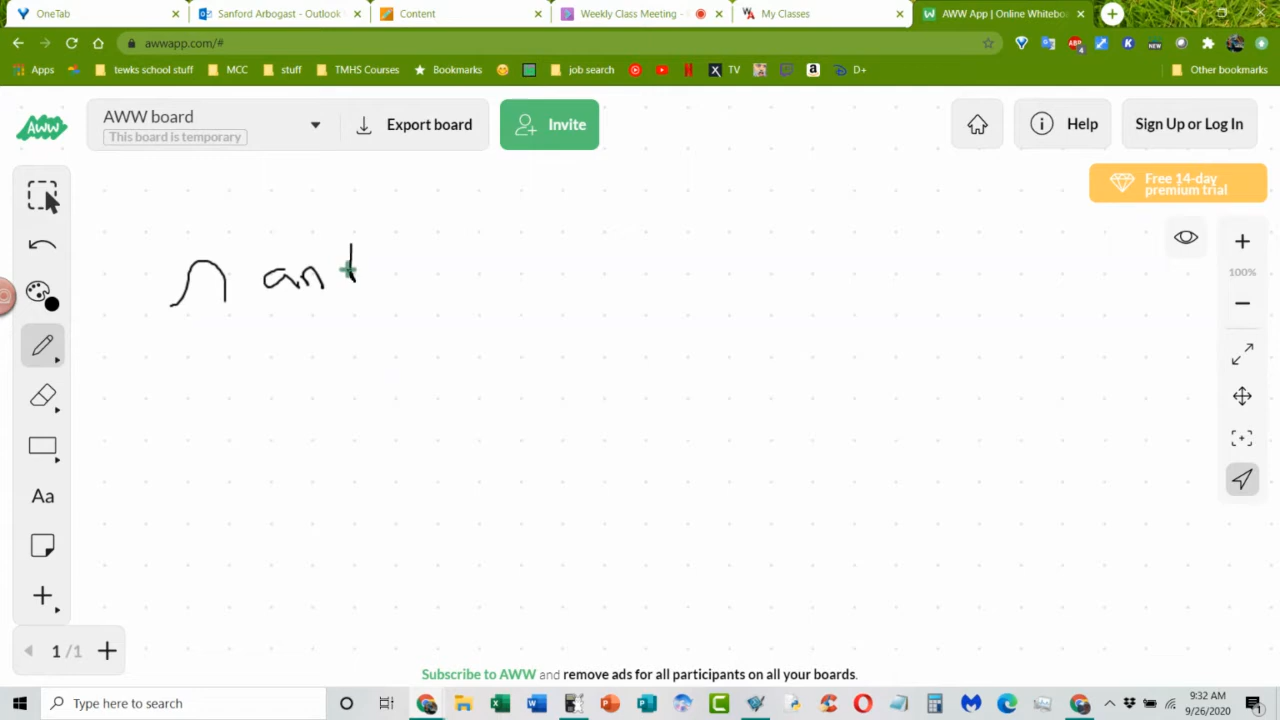 OneTab
Sanford Arbogast - Outlook
Content
Weekly Class Meeting -
My Classes
AWW App | Online Whitebo
awwapp.com/#
Apps
tewks school stuff
MCC
stuff
TMHS Courses
Bookmarks
job search
TV
D+
Other bookmarks
AWW
AWW board
This board is temporary
Export board
Invite
Help
Sign Up or Log In
Free 14-day
premium trial
100%
an
Aa
1 /1
Subscribe to AWW and remove ads for all participants on all your boards.
Type here to search
9:32 AM
9/26/2020